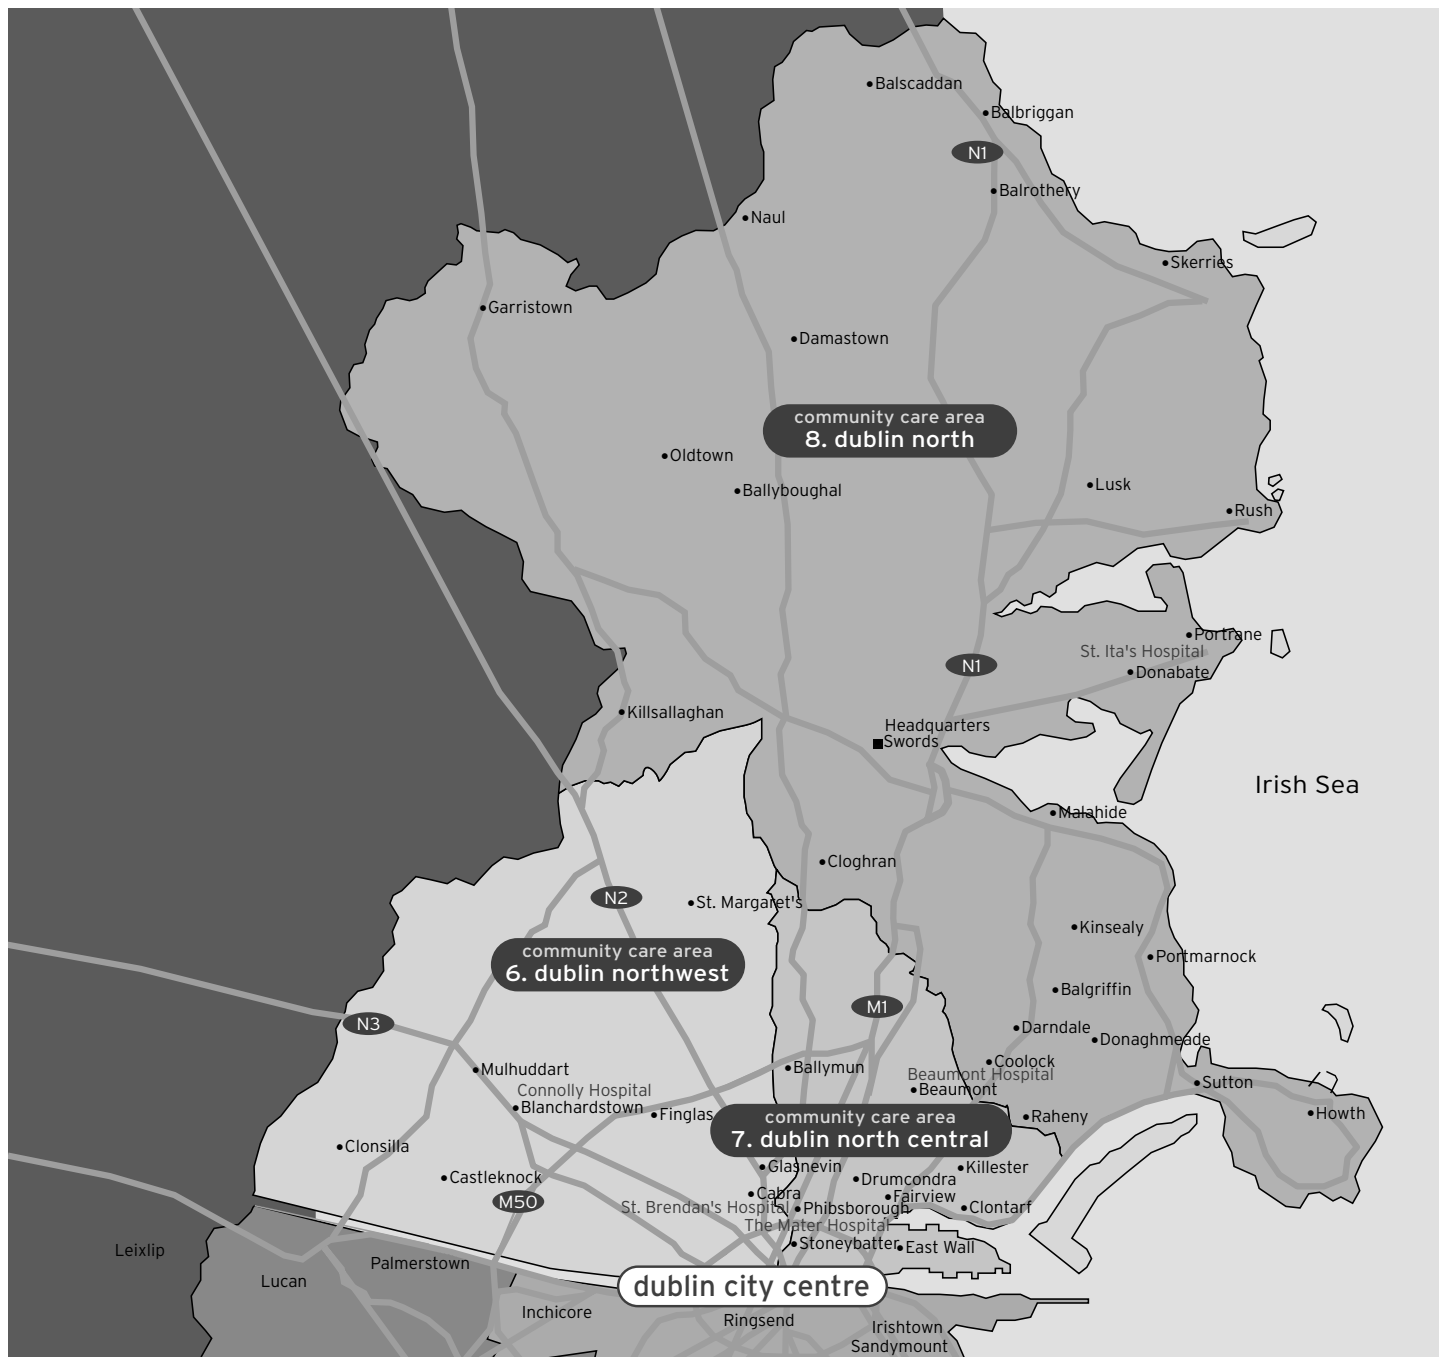 Balscaddan
Balbriggan
N1
Balrothery
Naul
Skerries
Garristown
Damastown
community care area
8. dublin north
Oldtown
Ballyboughal
Lusk
Rush
Portrane
St. Ita's Hospital
Donabate
N1
Killsallaghan
Headquarters
Swords
Irish Sea
Malahide
Cloghran
N2
St. Margaret's
Kinsealy
community care area
6. dublin northwest
Portmarnock
Balgriffin
M1
N3
Darndale
Donaghmeade
Coolock
Mulhuddart
Ballymun
Beaumont Hospital
Sutton
Connolly Hospital
Beaumont
Blanchardstown
Finglas
Howth
community care area
7. dublin north central
Raheny
Clonsilla
Glasnevin
Killester
Castleknock
Drumcondra
Cabra
Fairview
M50
St. Brendan's Hospital
Phibsborough
Clontarf
The Mater Hospital
Stoneybatter
East Wall
Leixlip
Palmerstown
Lucan
dublin city centre
Inchicore
Ringsend
Irishtown
Sandymount